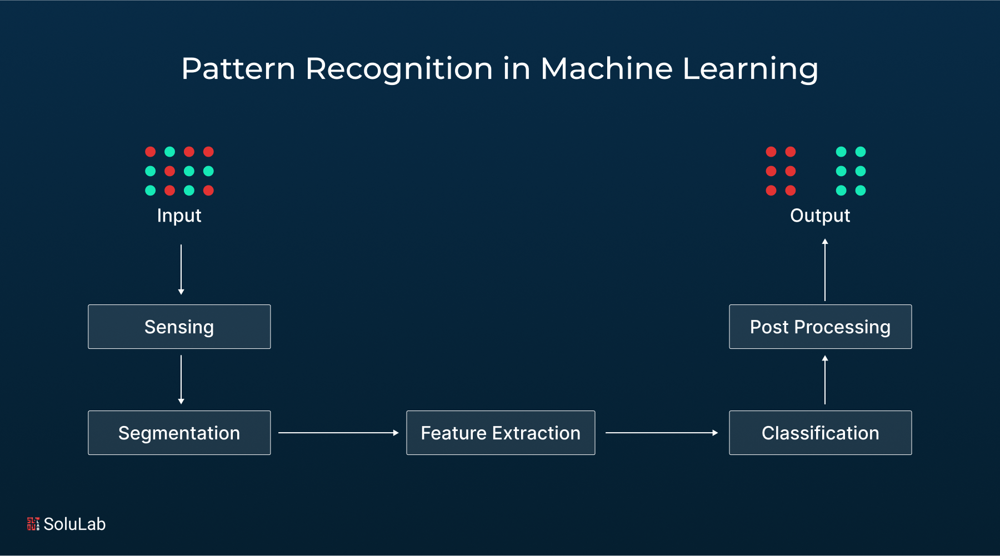 Pattern Recognition in Machine Learning
Input
Output
Sensing
Post Processing
Segmentation
Feature Extraction
Classification
SoluLab